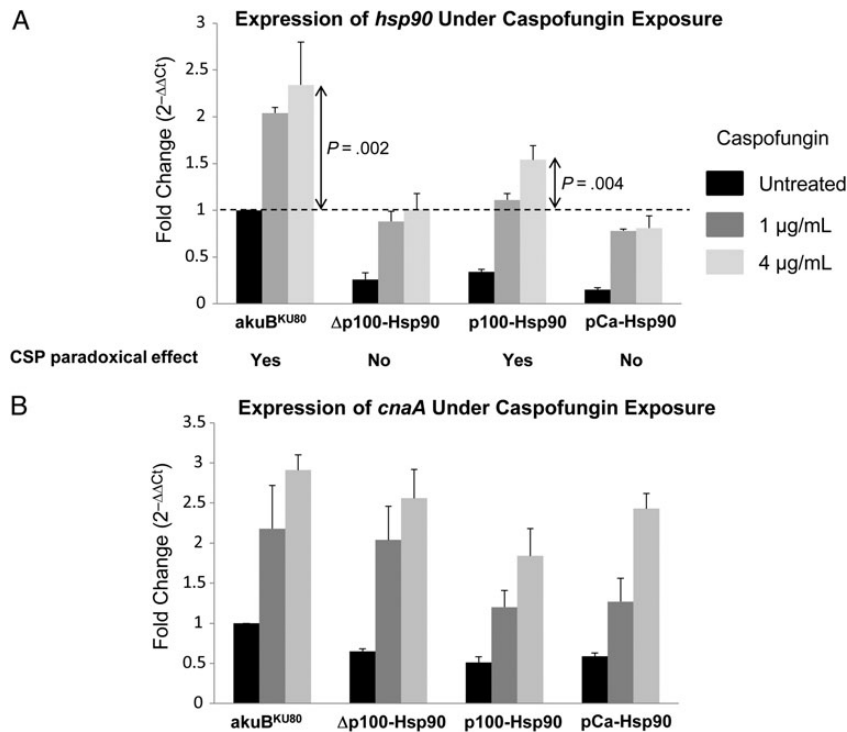 A
Expression of hsp90 Under Caspofungin Exposure
Fold Change (2−ΔΔCt)
3
2.5
2
1.5
1
0.5
0
P = .002
P = .004
Caspofungin
Untreated
1 µg/mL
4 µg/mL
akuBKU80 Δp100-Hsp90 p100-Hsp90 pCa-Hsp90
CSP paradoxical effect Yes No Yes No
B
Expression of cnaA Under Caspofungin Exposure
Fold Change (2−ΔΔCt)
3.5
3
2.5
2
1.5
1
0.5
0
akuBKU80 Δp100-Hsp90 p100-Hsp90 pCa-Hsp90